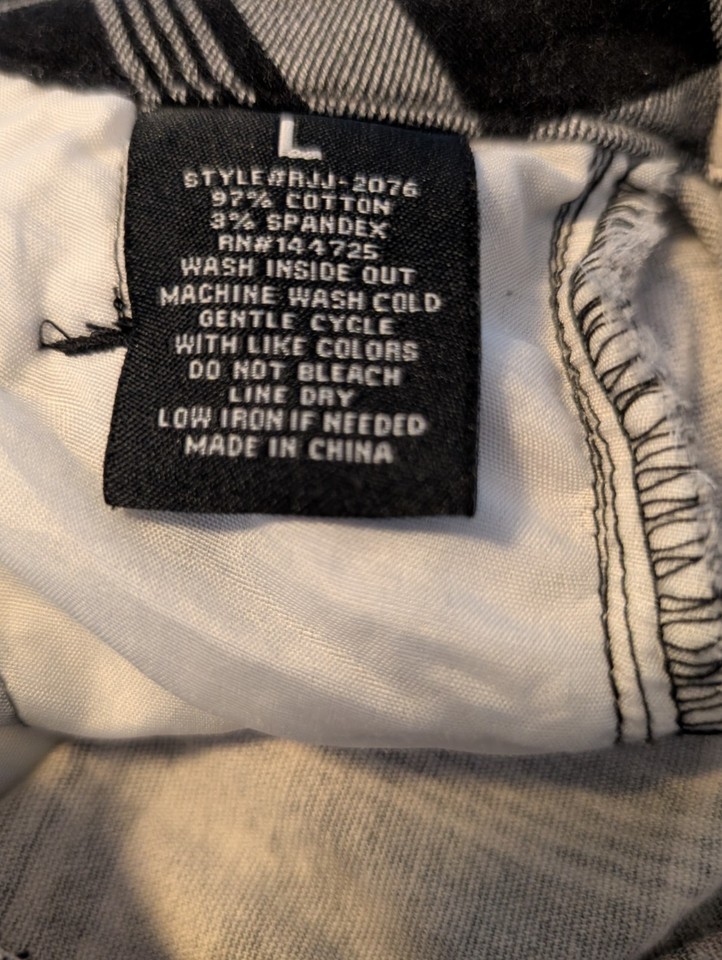 L
STYLE#RJJ-2076
97% COTTON
3% SPANDEX
RN#144725
WASH INSIDE OUT
MACHINE WASH COLD
GENTLE CYCLE
WITH LIKE COLORS
DO NOT BLEACH
LINE DRY
LOW IRON IF NEEDED
MADE IN CHINA